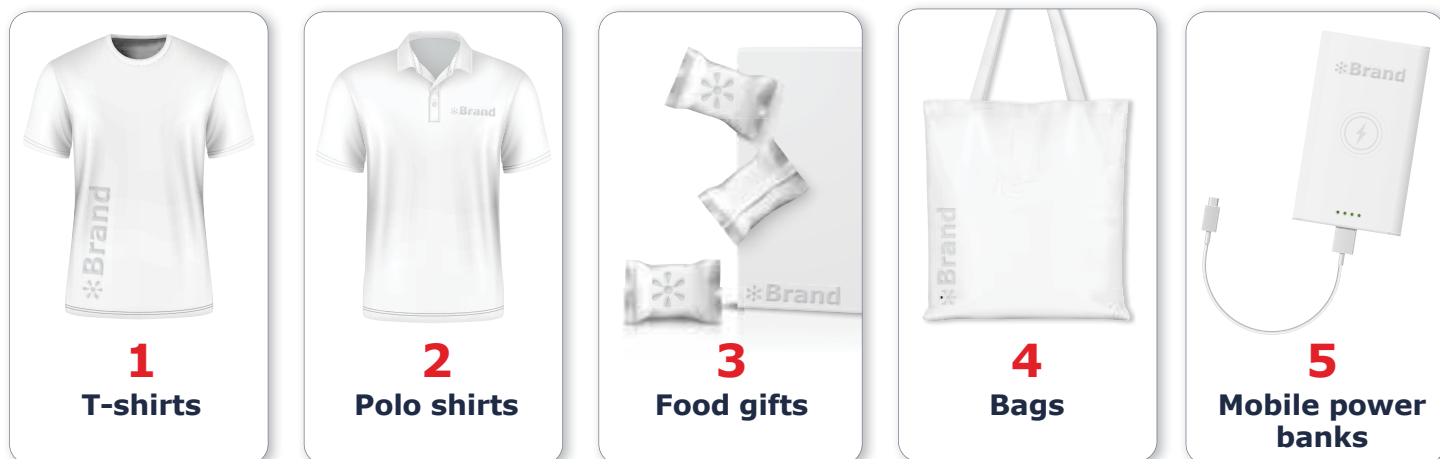 ✲Brand
1
T-shirts
✲Brand
2
Polo shirts
✲Brand
3
Food gifts
✲Brand
4
Bags
✲Brand
5
Mobile power
banks